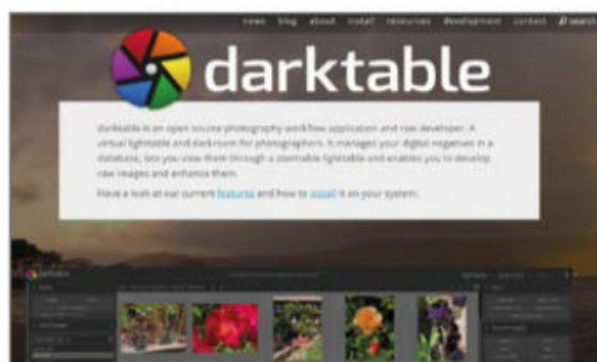 news blog about install resources development contact search
darktable
darktable is an open source photography workflow application and raw developer. A
virtual lighttable and darkroom for photographers. It manages your digital negatives in a
database, lets you view them through a zoomable lighttable and enables you to develop
raw images and enhance them.
Have a look at our current features and how to install it on your system.
darktable